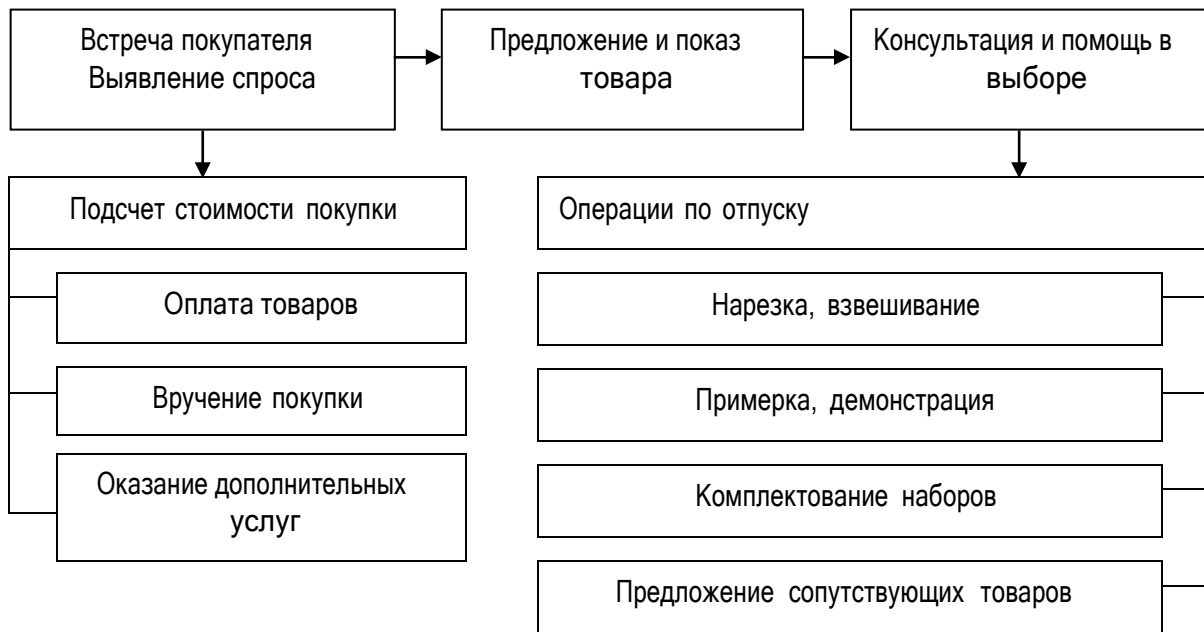 Встреча покупателя
Выявление спроса
Предложение и показ
товара
Консультация и помощь в
выборе
Подсчет стоимости покупки
Оплата товаров
Вручение покупки
Оказание дополнительных
услуг
Операции по отпуску
Нарезка, взвешивание
Примерка, демонстрация
Комплектование наборов
Предложение сопутствующих товаров